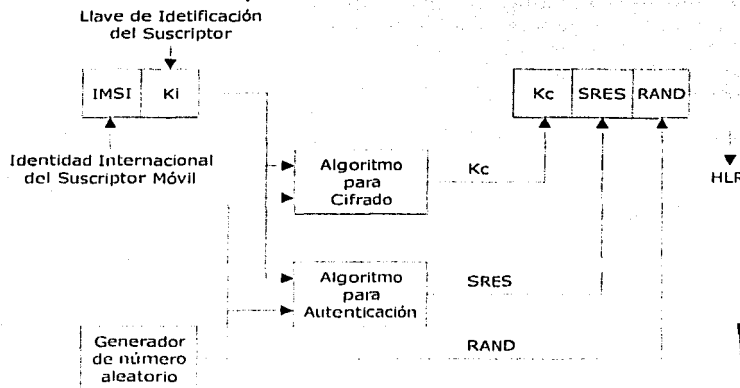 Llave de Idetificación
del Suscriptor
IMSI Ki
Kc SRES RAND
Identidad Internacional
del Suscriptor Móvil
Algoritmo
para
Cifrado
Kc
HLR
Algoritmo
para
Autenticación
SRES
Generador
de número
aleatorio
RAND